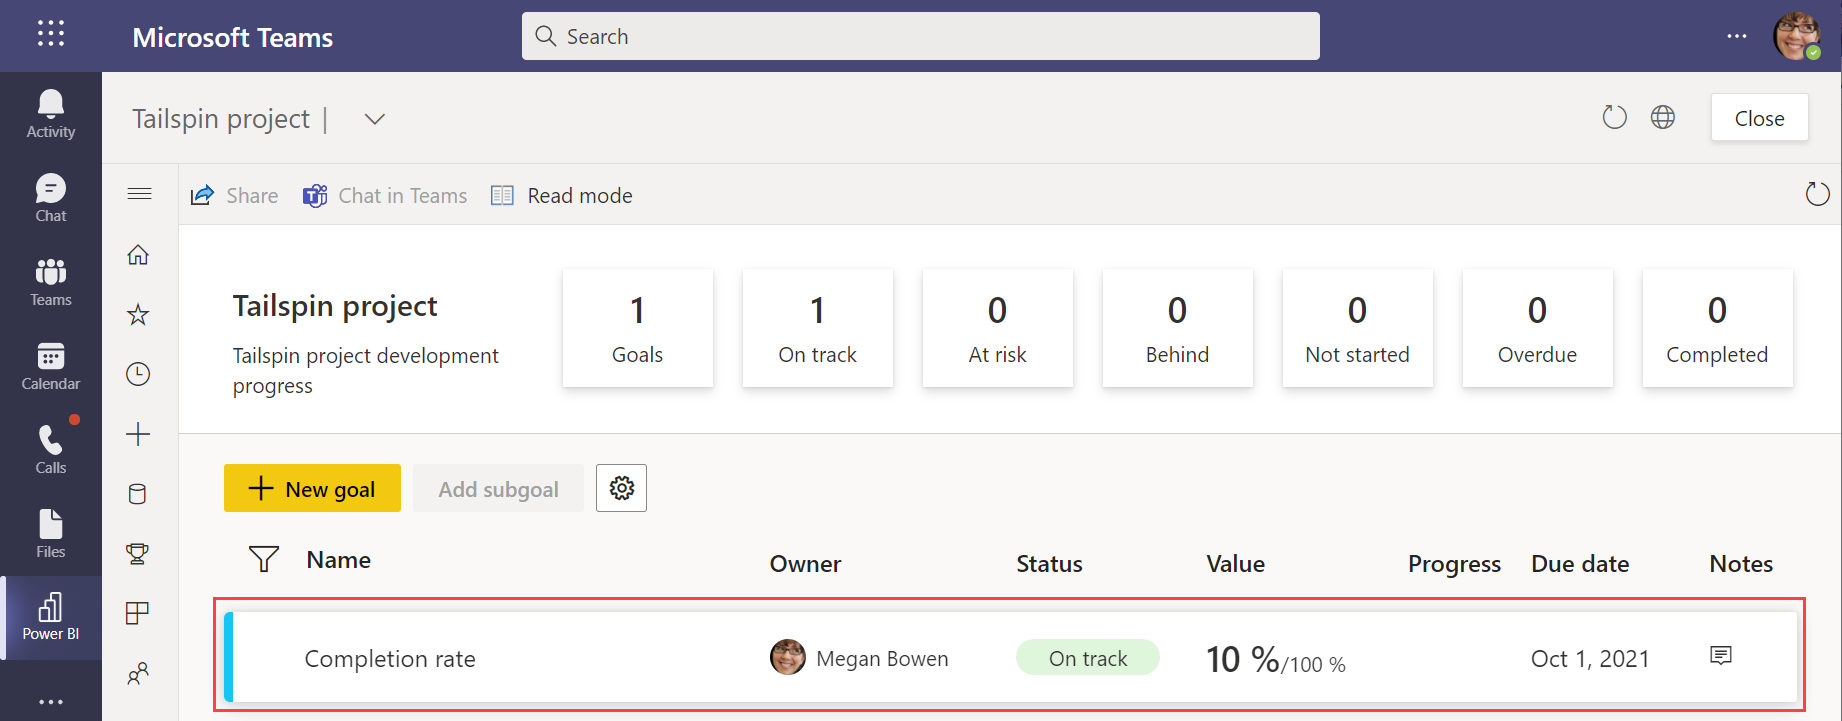 Microsoft Teams
Search
Activity
Chat
Teams
Calendar
Calls
Files
Power BI
Tailspin project |
Close
Share
Chat in Teams
Read mode
Tailspin project
Tailspin project development
progress
1
Goals
1
On track
0
At risk
0
Behind
0
Not started
0
Overdue
0
Completed
New goal
Add subgoal
Name Owner Status Value Progress Due date Notes
Completion rate Megan Bowen On track 10 %/100 % Oct 1, 2021